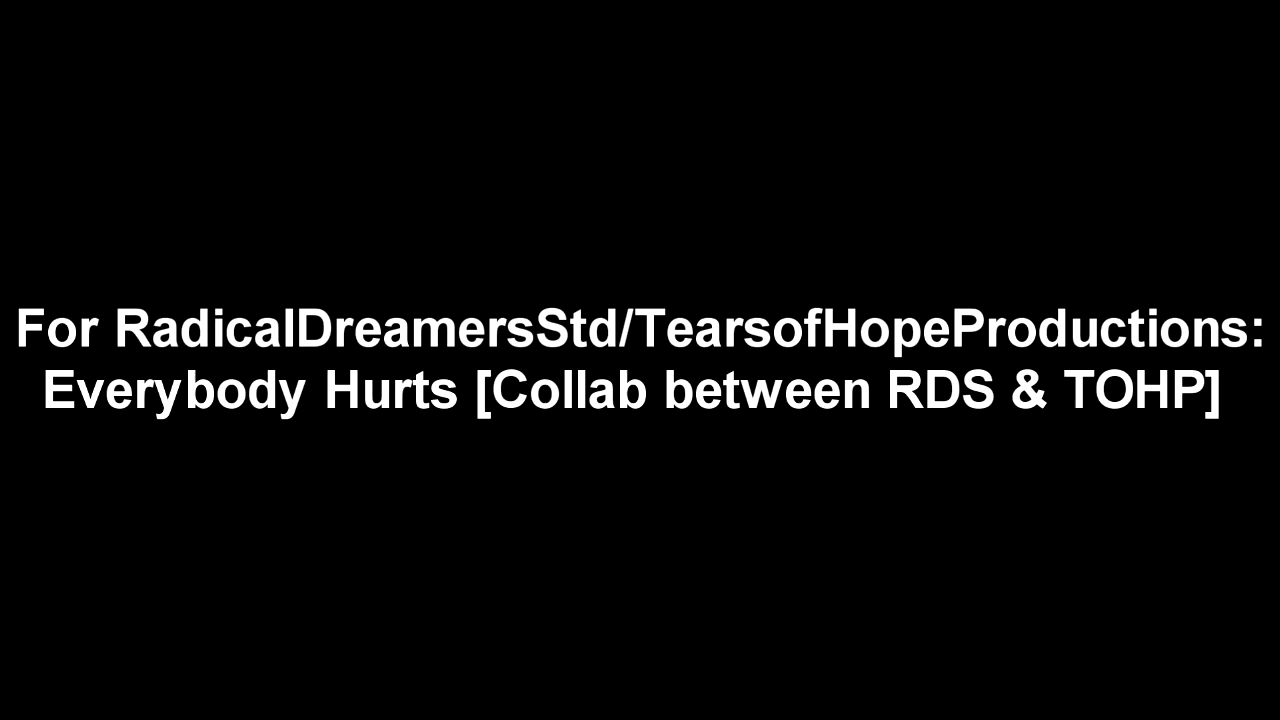 For RadicalDreamersStd/TearsofHopeProductions:
Everybody Hurts [Collab between RDS & TOHP]